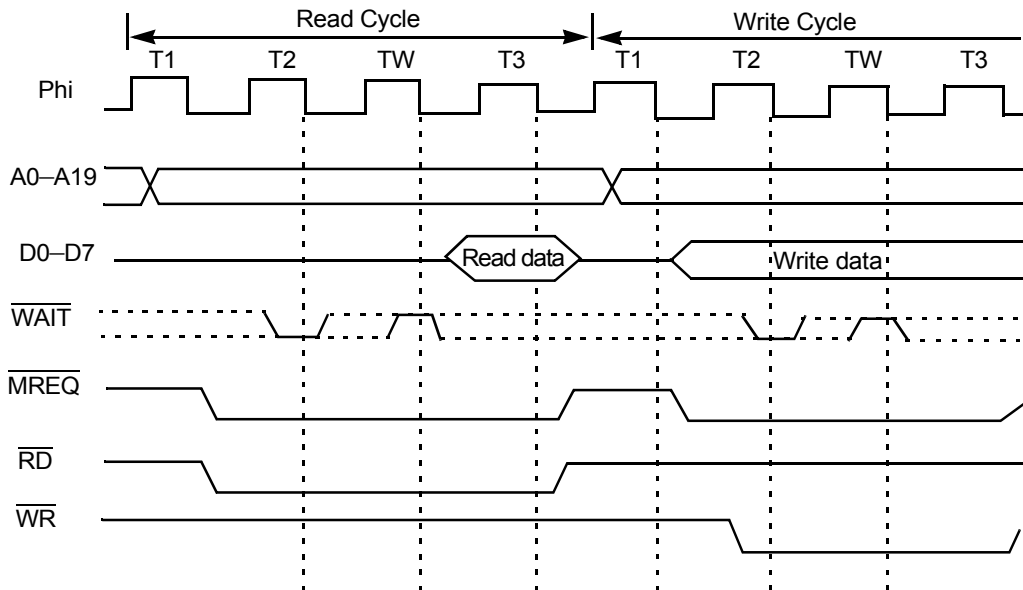 Read Cycle Write Cycle
T1 T2 TW T3 T1 T2 TW T3
Phi
A0–A19
D0–D7 Read data Write data
WAIT
MREQ
RD
WR